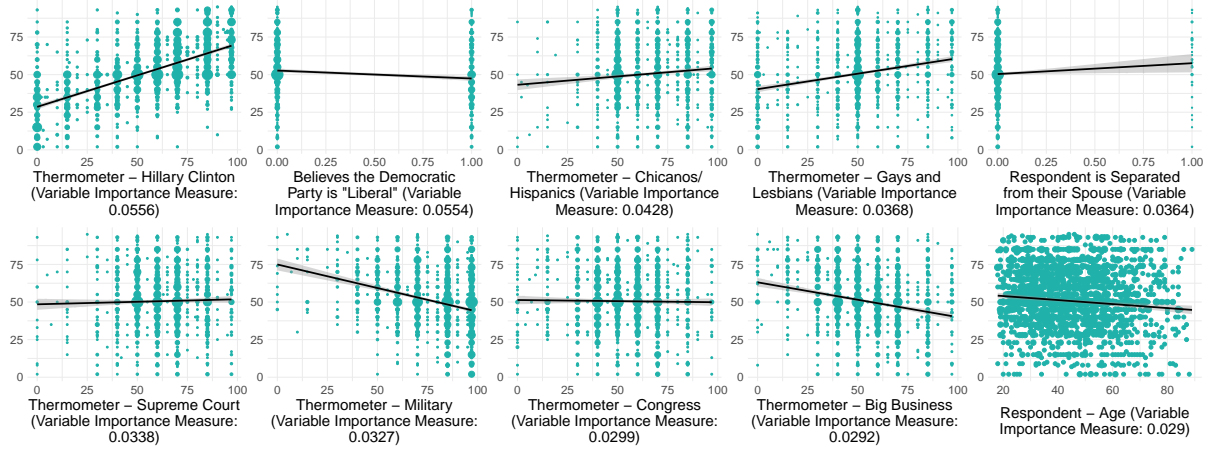 75
50
25
0
0 25 50 75 100
Thermometer – Hillary Clinton
(Variable Importance Measure:
0.0556)
75
50
25
0
0.00 0.25 0.50 0.75 1.00
Believes the Democratic
Party is "Liberal" (Variable
Importance Measure: 0.0554)
75
50
25
0
0 25 50 75 100
Thermometer – Chicanos/
Hispanics (Variable Importance
Measure: 0.0428)
75
50
25
0
0 25 50 75 100
Thermometer – Gays and
Lesbians (Variable Importance
Measure: 0.0368)
75
50
25
0
0.00 0.25 0.50 0.75 1.00
Respondent is Separated
from their Spouse (Variable
Importance Measure: 0.0364)
75
50
25
0
0 25 50 75 100
Thermometer – Supreme Court
(Variable Importance Measure:
0.0338)
75
50
25
0
0 25 50 75 100
Thermometer – Military
(Variable Importance Measure:
0.0327)
75
50
25
0
0 25 50 75 100
Thermometer – Congress
(Variable Importance Measure:
0.0299)
75
50
25
0
0 25 50 75 100
Thermometer – Big Business
(Variable Importance Measure:
0.0292)
75
50
25
0
20 40 60 80
Respondent – Age (Variable
Importance Measure: 0.029)